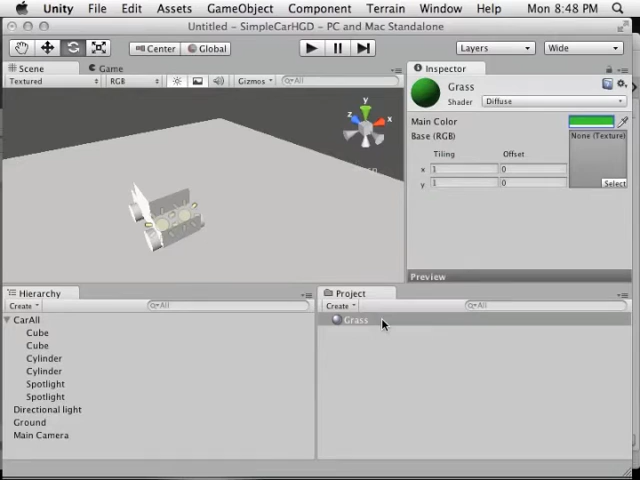 Unity File Edit Assets GameObject Component Terrain Window Help Mon 8:48 PM
Untitled - SimpleCarHGD - PC and Mac Standalone
Center Global Layers Wide
Scene Game
Textured RGB Gizmos All
y
z x
Inspector
Grass
Shader Diffuse
Main Color
Base (RGB) None (Texture)
Tiling Offset
x 1 0
y 1 0 Select
Preview
Hierarchy
Create All
CarAll
Cube
Cube
Cylinder
Cylinder
Spotlight
Spotlight
Directional light
Ground
Main Camera
Project
Create All
Grass